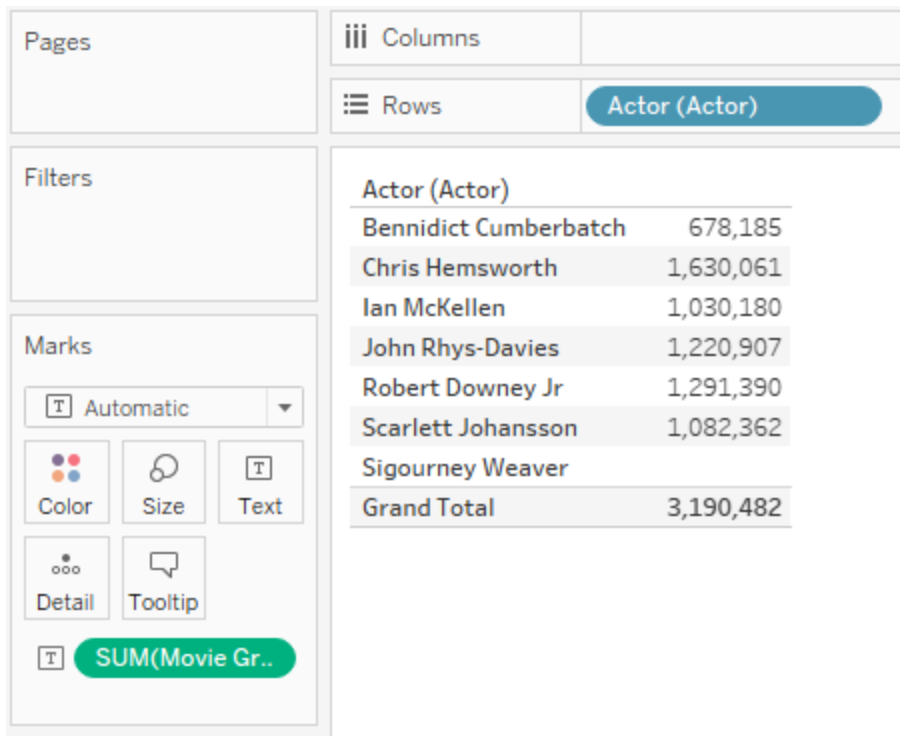 Pages
Columns
Rows
Actor (Actor)
Filters
Actor (Actor)
Bennidict Cumberbatch 678,185
Chris Hemsworth 1,630,061
Ian McKellen 1,030,180
John Rhys-Davies 1,220,907
Robert Downey Jr 1,291,390
Scarlett Johansson 1,082,362
Sigourney Weaver
Grand Total 3,190,482
Marks
T Automatic
Color
Size
T
Text
Detail
Tooltip
T SUM(Movie Gr..